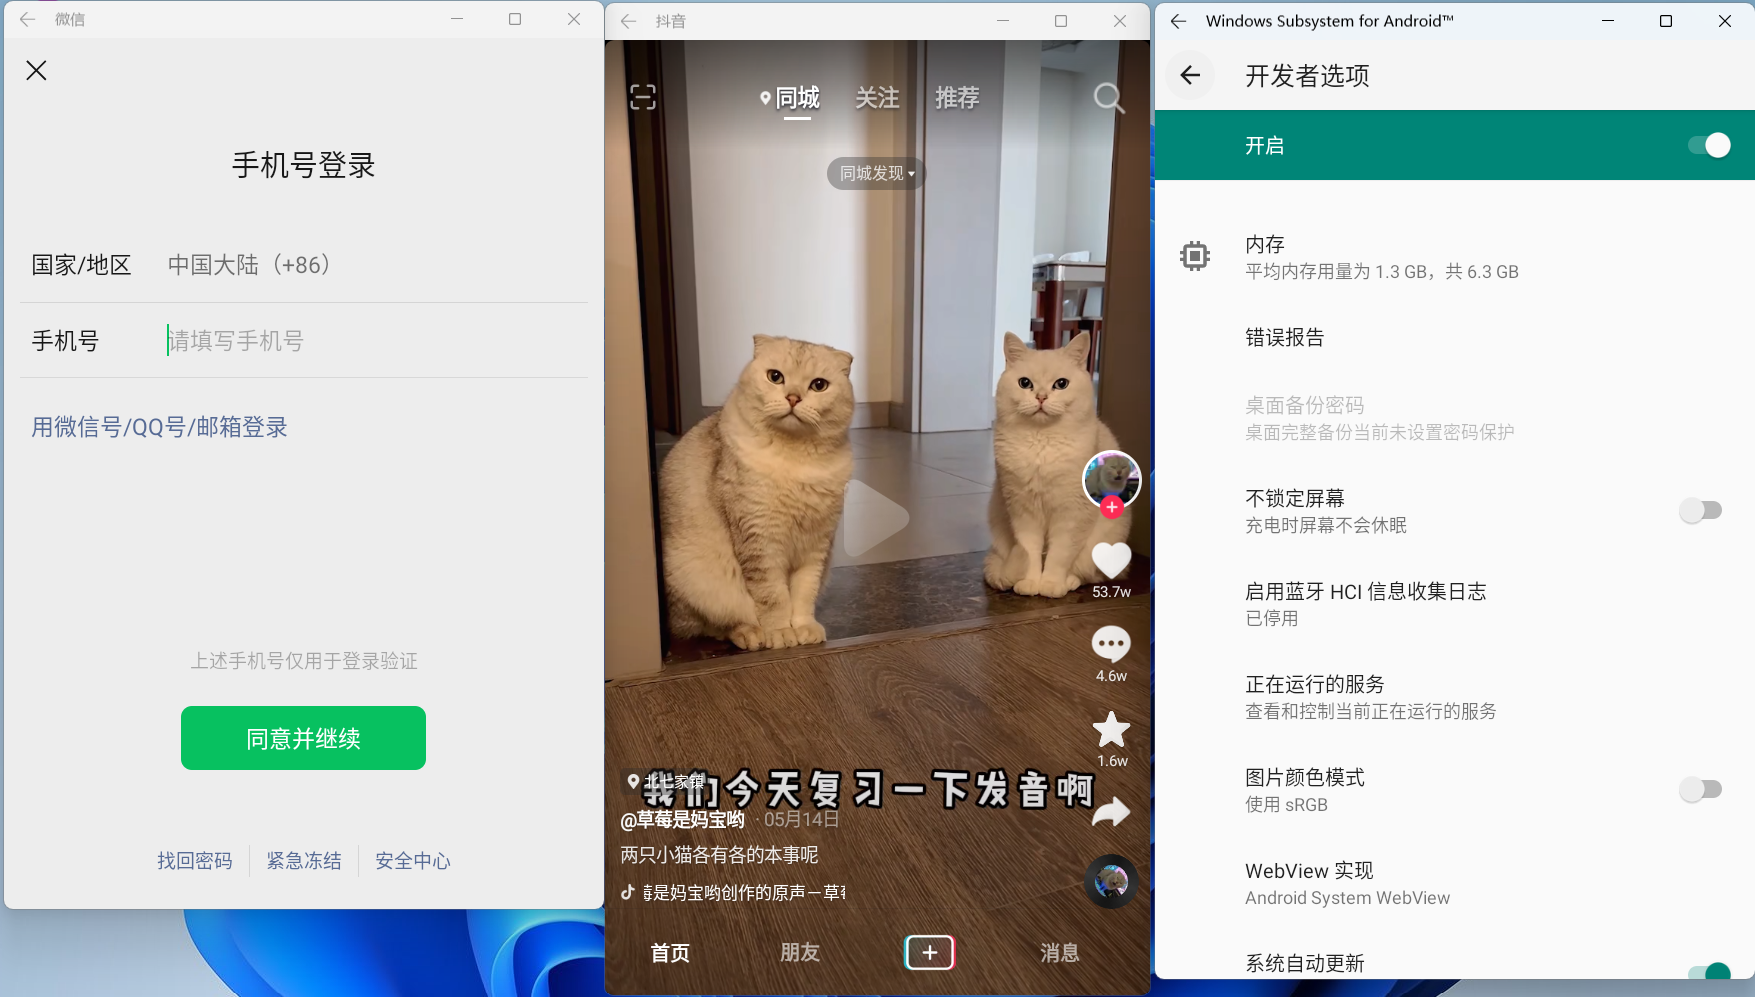 微信
手机号登录
国家/地区 中国大陆（+86）
手机号 请填写手机号
用微信号/QQ号/邮箱登录
上述手机号仅用于登录验证
同意并继续
找回密码 紧急冻结 安全中心
抖音
同城 关注 推荐
同城发现
53.7w
4.6w
1.6w
北七家镇
我们今天复习一下发音啊
@草莓是妈宝哟 · 05月14日
两只小猫各有各的本事呢
莓是妈宝哟创作的原声－草莓
首页 朋友 消息
Windows Subsystem for Android™
开发者选项
开启
内存
平均内存用量为 1.3 GB，共 6.3 GB
错误报告
桌面备份密码
桌面完整备份当前未设置密码保护
不锁定屏幕
充电时屏幕不会休眠
启用蓝牙 HCI 信息收集日志
已停用
正在运行的服务
查看和控制当前正在运行的服务
图片颜色模式
使用 sRGB
WebView 实现
Android System WebView
系统自动更新